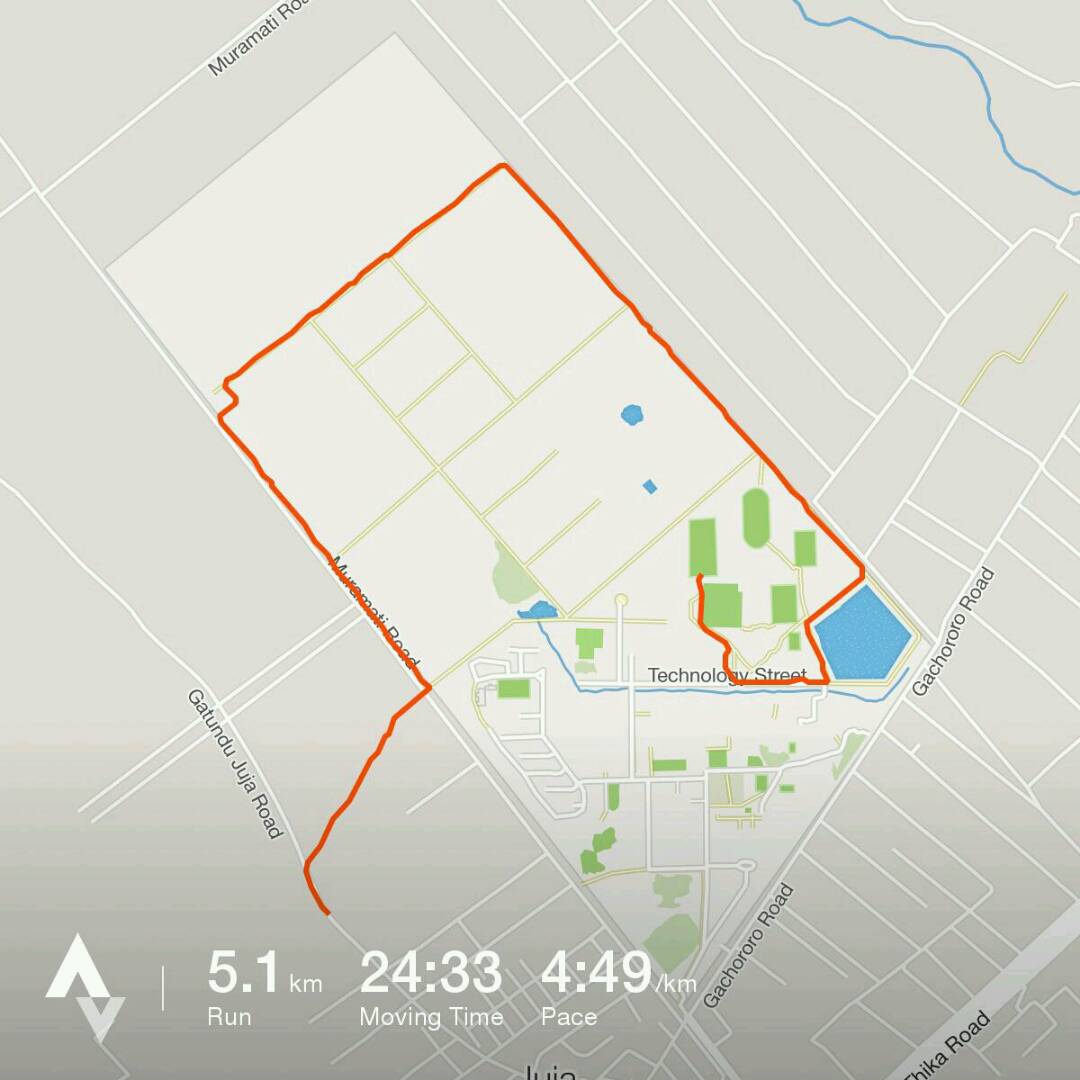 Muramati Roa
Muramati Road
Gachororo Road
Technology Street
Gatundu Juja Road
Gachororo Road
5.1 km 24:33 4:49 /km
Run Moving Time Pace
Thika Road
Juja